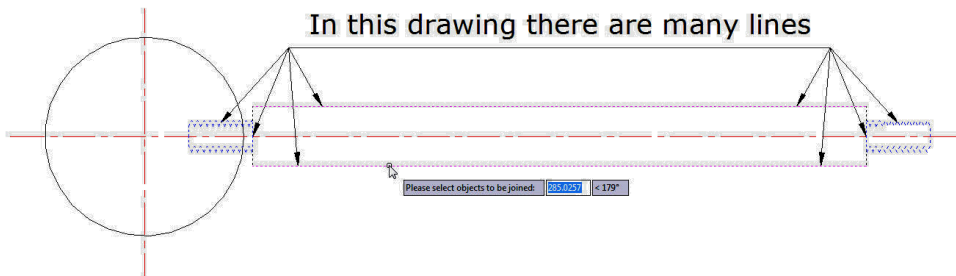 In this drawing there are many lines
Please select objects to be joined: 285.0257 < 179°